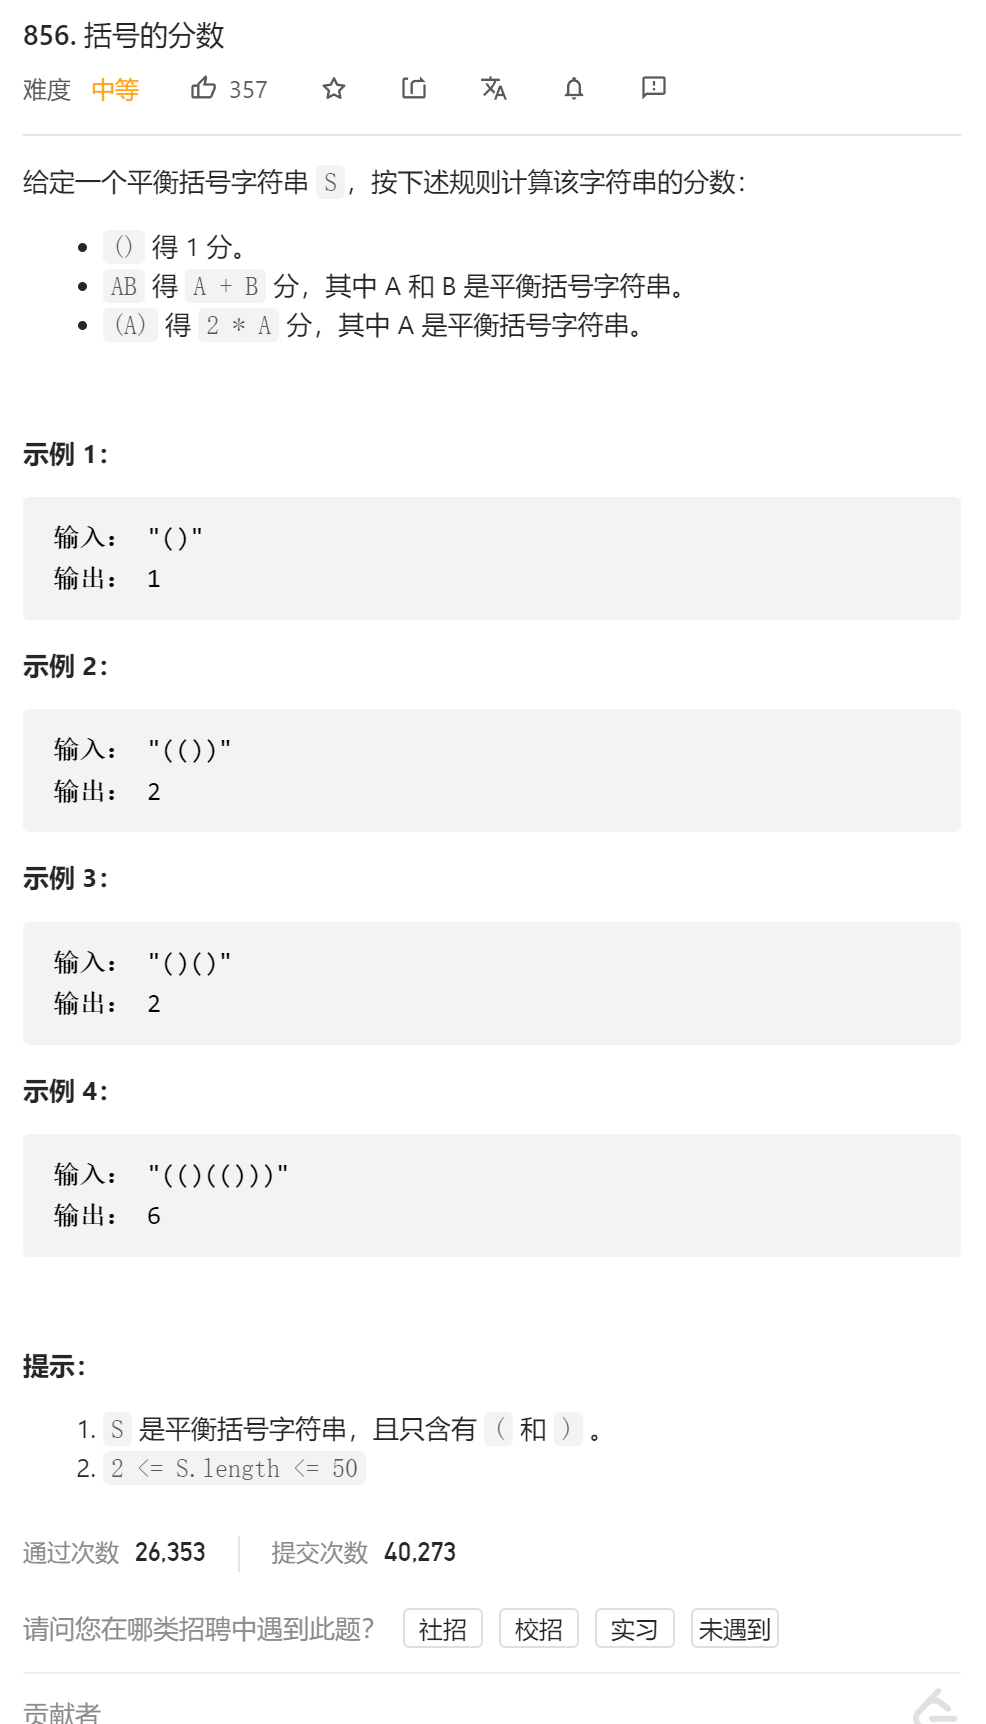 856. 括号的分数
难度 中等 357
给定一个平衡括号字符串 S，按下述规则计算该字符串的分数：
() 得 1 分。
AB 得 A + B 分，其中 A 和 B 是平衡括号字符串。
(A) 得 2 * A 分，其中 A 是平衡括号字符串。
示例 1：
输入： "()"
输出： 1
示例 2：
输入： "(())"
输出： 2
示例 3：
输入： "()()"
输出： 2
示例 4：
输入： "(()(()))"
输出： 6
提示：
1. S 是平衡括号字符串，且只含有 ( 和 ) 。
2. 2 <= S.length <= 50
通过次数 26,353 提交次数 40,273
请问您在哪类招聘中遇到此题？ 社招 校招 实习 未遇到
贡献者